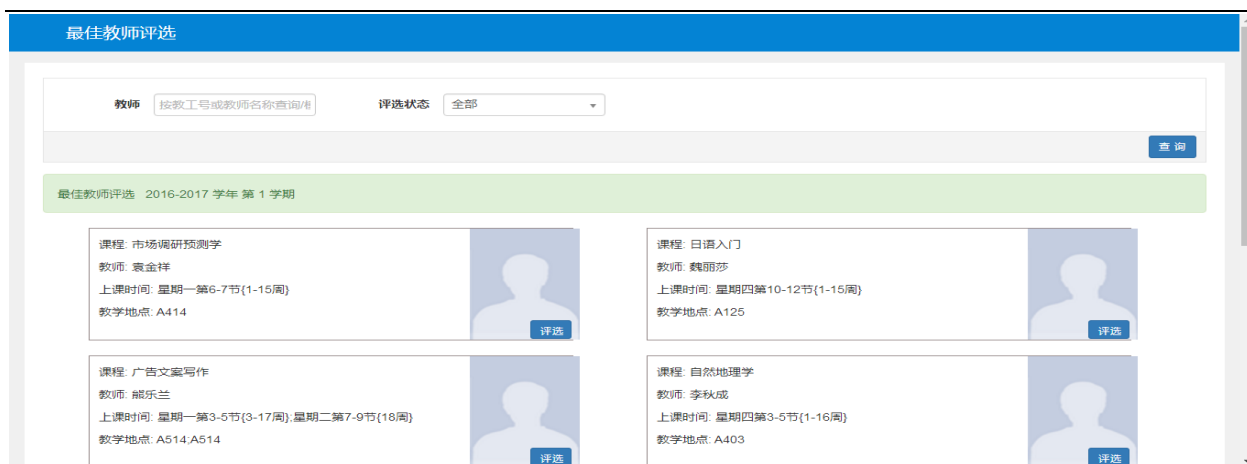 最佳教师评选
教师 按教工号或教师名称查询/ 评选状态 全部
查 询
最佳教师评选 2016-2017 学年 第 1 学期
课程: 市场调研预测学
教师: 袁金祥
上课时间: 星期一第6-7节{1-15周}
教学地点: A414
评选
课程: 日语入门
教师: 魏丽莎
上课时间: 星期四第10-12节{1-15周}
教学地点: A125
评选
课程: 广告文案写作
教师: 熊乐兰
上课时间: 星期一第3-5节{3-17周};星期二第7-9节{18周}
教学地点: A514;A514
评选
课程: 自然地理学
教师: 李秋成
上课时间: 星期四第3-5节{1-16周}
教学地点: A403
评选